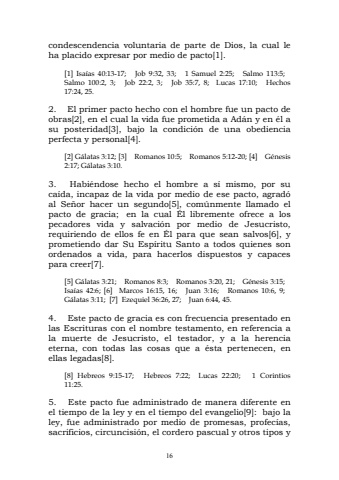 condescendencia voluntaria de parte de Dios, la cual le
ha placido expresar por medio de pacto[1].
[1] Isaías 40:13-17; Job 9:32, 33; 1 Samuel 2:25; Salmo 113:5;
Salmo 100:2, 3; Job 22:2, 3; Job 35:7, 8; Lucas 17:10; Hechos
17:24, 25.
2. El primer pacto hecho con el hombre fue un pacto de
obras[2], en el cual la vida fue prometida a Adán y en él a
su posteridad[3], bajo la condición de una obediencia
perfecta y personal[4].
[2] Gálatas 3:12; [3] Romanos 10:5; Romanos 5:12-20; [4] Génesis
2:17; Gálatas 3:10.
3. Habiéndose hecho el hombre a sí mismo, por su
caída, incapaz de la vida por medio de ese pacto, agradó
al Señor hacer un segundo[5], comúnmente llamado el
pacto de gracia; en la cual Él libremente ofrece a los
pecadores vida y salvación por medio de Jesucristo,
requiriendo de ellos fe en Él para que sean salvos[6], y
prometiendo dar Su Espíritu Santo a todos quienes son
ordenados a vida, para hacerlos dispuestos y capaces
para creer[7].
[5] Gálatas 3:21; Romanos 8:3; Romanos 3:20, 21; Génesis 3:15;
Isaías 42:6; [6] Marcos 16:15, 16; Juan 3:16; Romanos 10:6, 9;
Gálatas 3:11; [7] Ezequiel 36:26, 27; Juan 6:44, 45.
4. Este pacto de gracia es con frecuencia presentado en
las Escrituras con el nombre testamento, en referencia a
la muerte de Jesucristo, el testador, y a la herencia
eterna, con todas las cosas que a ésta pertenecen, en
ellas legadas[8].
[8] Hebreos 9:15-17; Hebreos 7:22; Lucas 22:20; 1 Corintios
11:25.
5. Este pacto fue administrado de manera diferente en
el tiempo de la ley y en el tiempo del evangelio[9]: bajo la
ley, fue administrado por medio de promesas, profecías,
sacrificios, circuncisión, el cordero pascual y otros tipos y
16